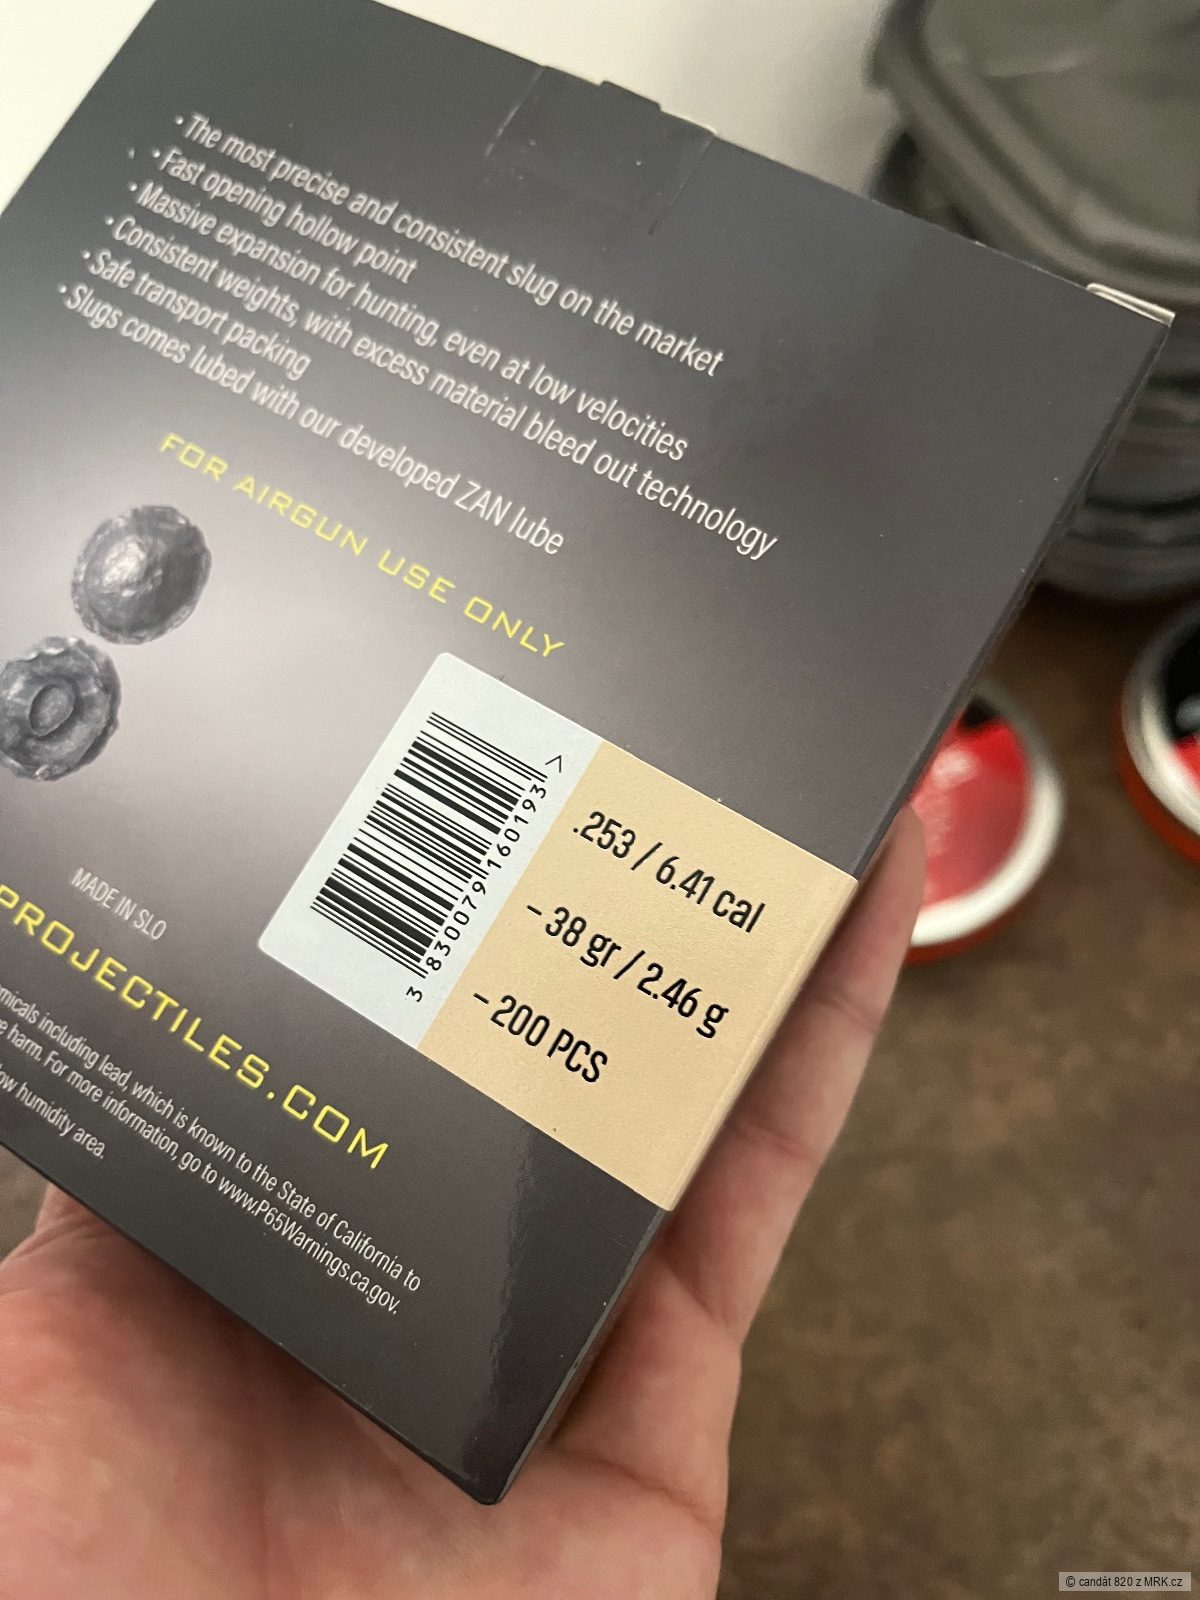 • The most precise and consistent slug on the market
• Fast opening hollow point
• Massive expansion for hunting, even at low velocities
• Consistent weights, with excess material bleed out technology
• Safe transport packing
• Slugs comes lubed with our developed ZAN lube
FOR AIRGUN USE ONLY
3 830079 160193 >
.253 / 6.41 cal
- 38 gr / 2.46 g
- 200 PCS
MADE IN SLO
PROJECTILES.COM
including lead, which is known to the State of California to
harm. For more information, go to www.P65Warnings.ca.gov.
humidity area.
© candát 820 z MRK.cz